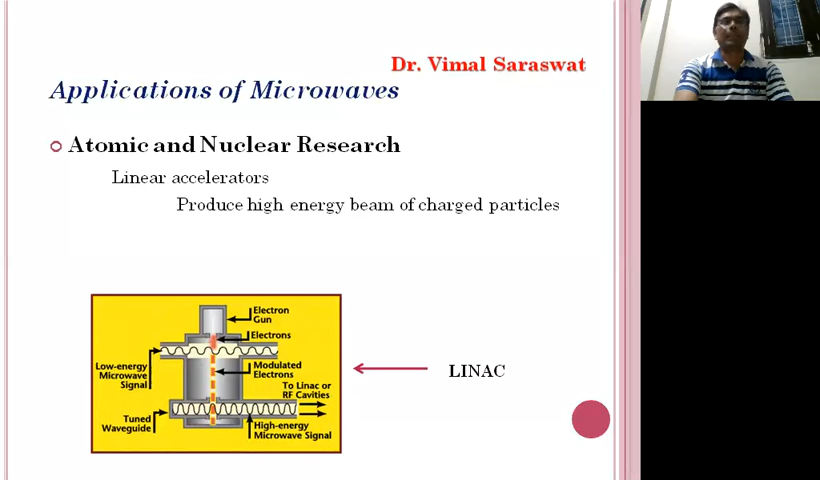 Dr. Vimal Saraswat
Applications of Microwaves
Atomic and Nuclear Research
Linear accelerators
Produce high energy beam of charged particles
Electron
Gun
Electrons
Low-energy
Microwave
Signal
Modulated
Electrons
To Linac or
RF Cavities
Tuned
Waveguide
High-energy
Microwave Signal
LINAC